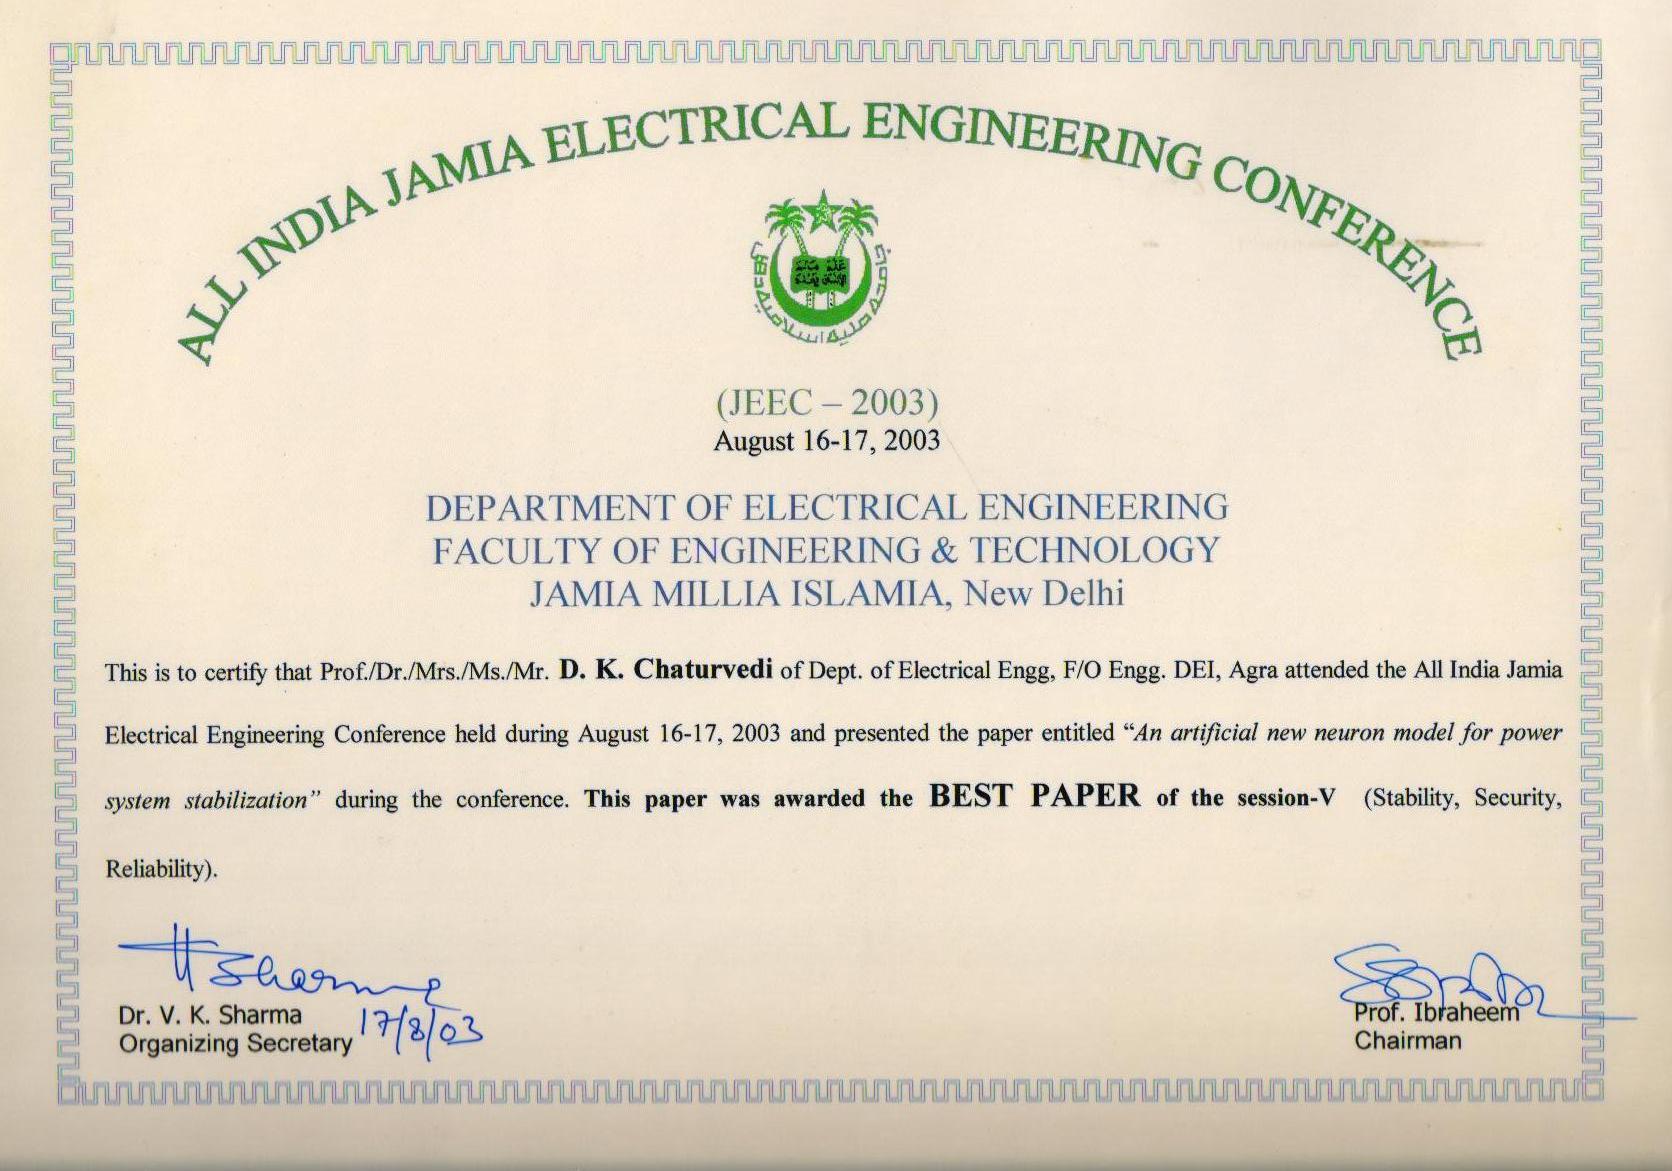 ALL INDIA JAMIA ELECTRICAL ENGINEERING CONFERENCE
(JEEC – 2003)
August 16-17, 2003
DEPARTMENT OF ELECTRICAL ENGINEERING
FACULTY OF ENGINEERING & TECHNOLOGY
JAMIA MILLIA ISLAMIA, New Delhi
This is to certify that Prof./Dr./Mrs./Ms./Mr. D. K. Chaturvedi of Dept. of Electrical Engg, F/O Engg. DEI, Agra attended the All India Jamia
Electrical Engineering Conference held during August 16-17, 2003 and presented the paper entitled “An artificial new neuron model for power
system stabilization” during the conference. This paper was awarded the BEST PAPER of the session-V (Stability, Security,
Reliability).
Sharma
Dr. V. K. Sharma
17/8/03
Organizing Secretary
Prof. Ibraheem
Chairman